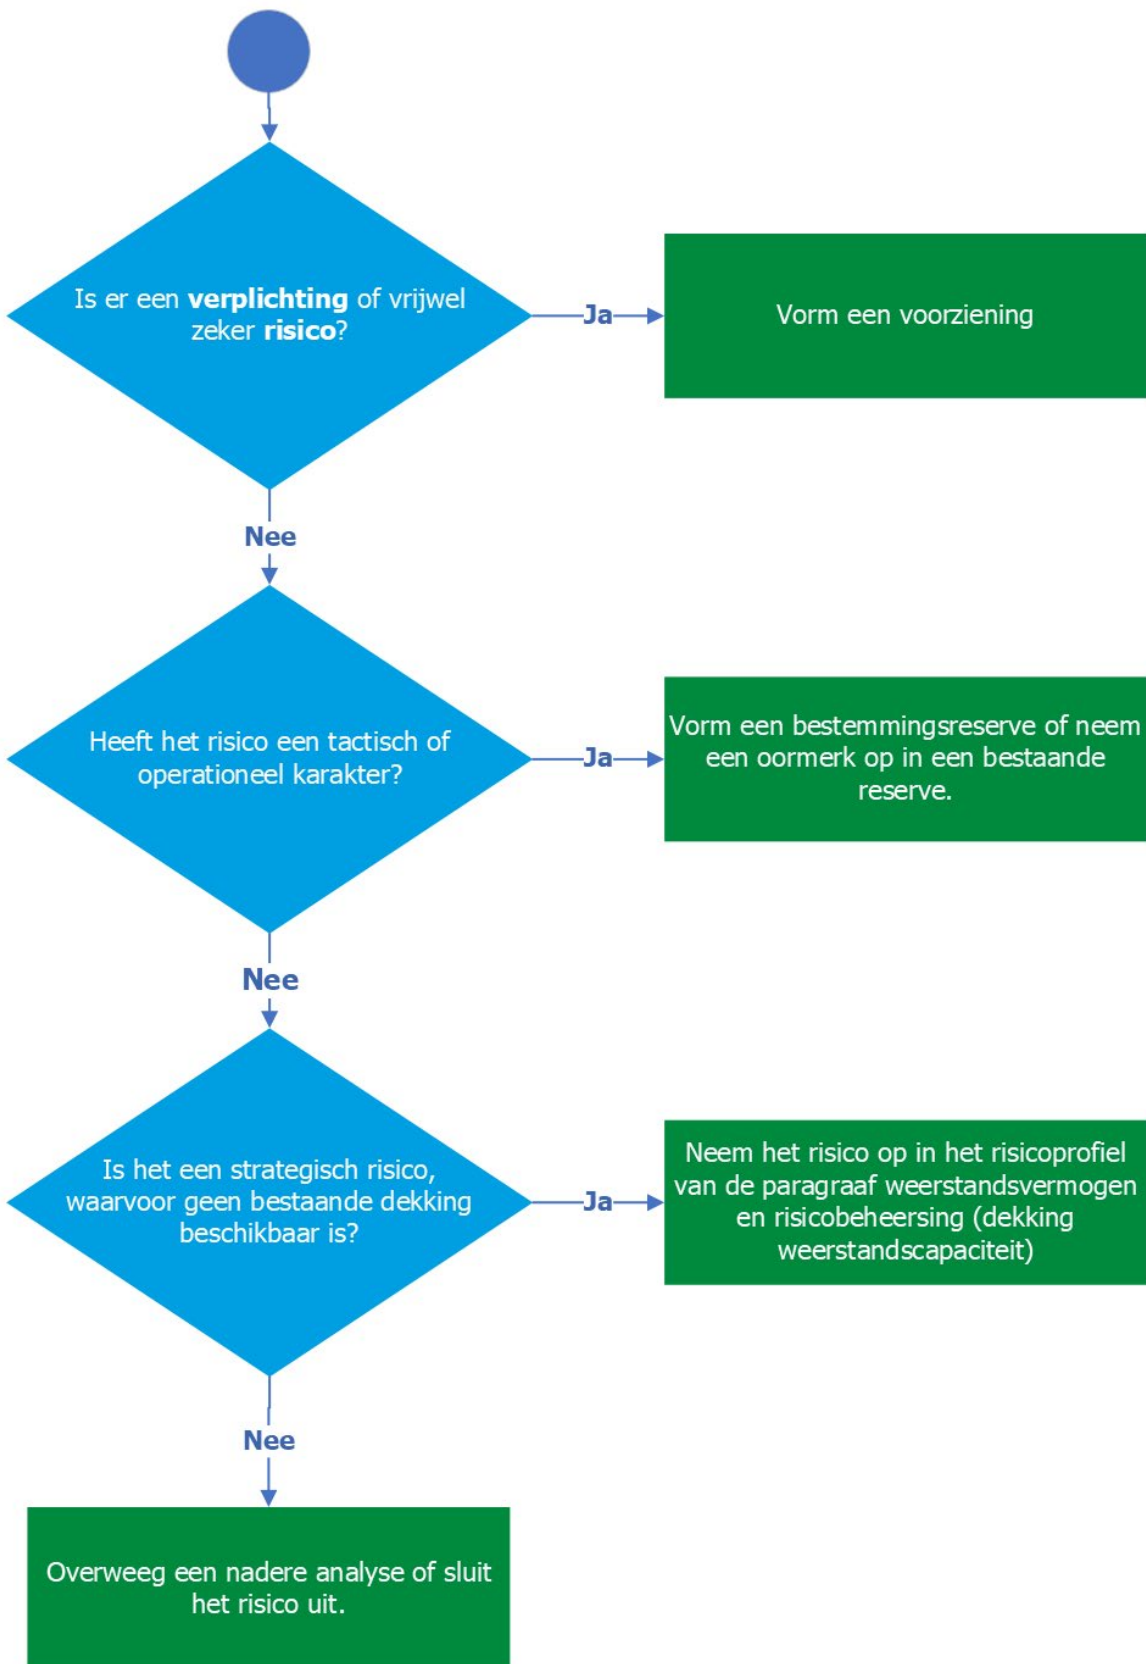 Is er een verplichting of vrijwel
zeker risico?
Ja
Vorm een voorziening
Nee
Heeft het risico een tactisch of
operationeel karakter?
Ja
Vorm een bestemmingsreserve of neem
een oormerk op in een bestaande
reserve.
Nee
Is het een strategisch risico,
waarvoor geen bestaande dekking
beschikbaar is?
Ja
Neem het risico op in het risicoprofiel
van de paragraaf weerstandsvermogen
en risicobeheersing (dekking
weerstandscapaciteit)
Nee
Overweeg een nadere analyse of sluit
het risico uit.